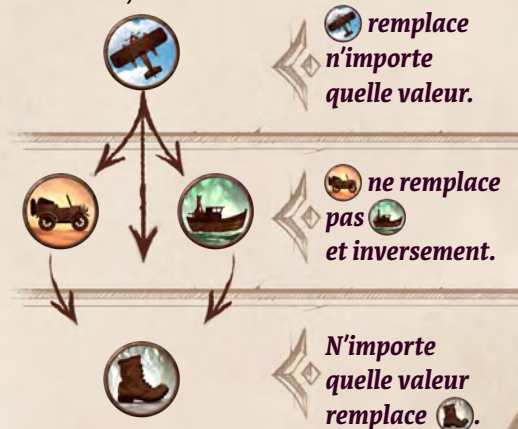 remplace
n’importe
quelle valeur.
ne remplace
pas
et inversement.
N’importe
quelle valeur
remplace .